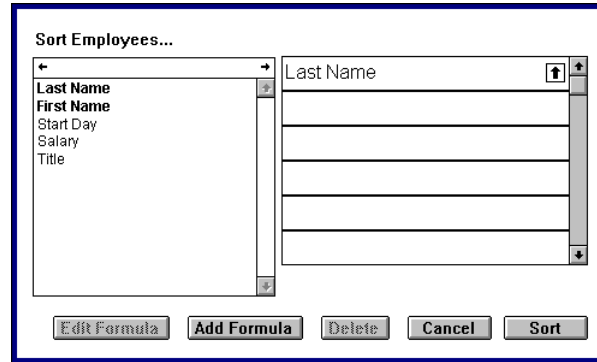 Sort Employees...
Last Name
First Name
Start Day
Salary
Title
Last Name
Edit Formula
Add Formula
Delete
Cancel
Sort